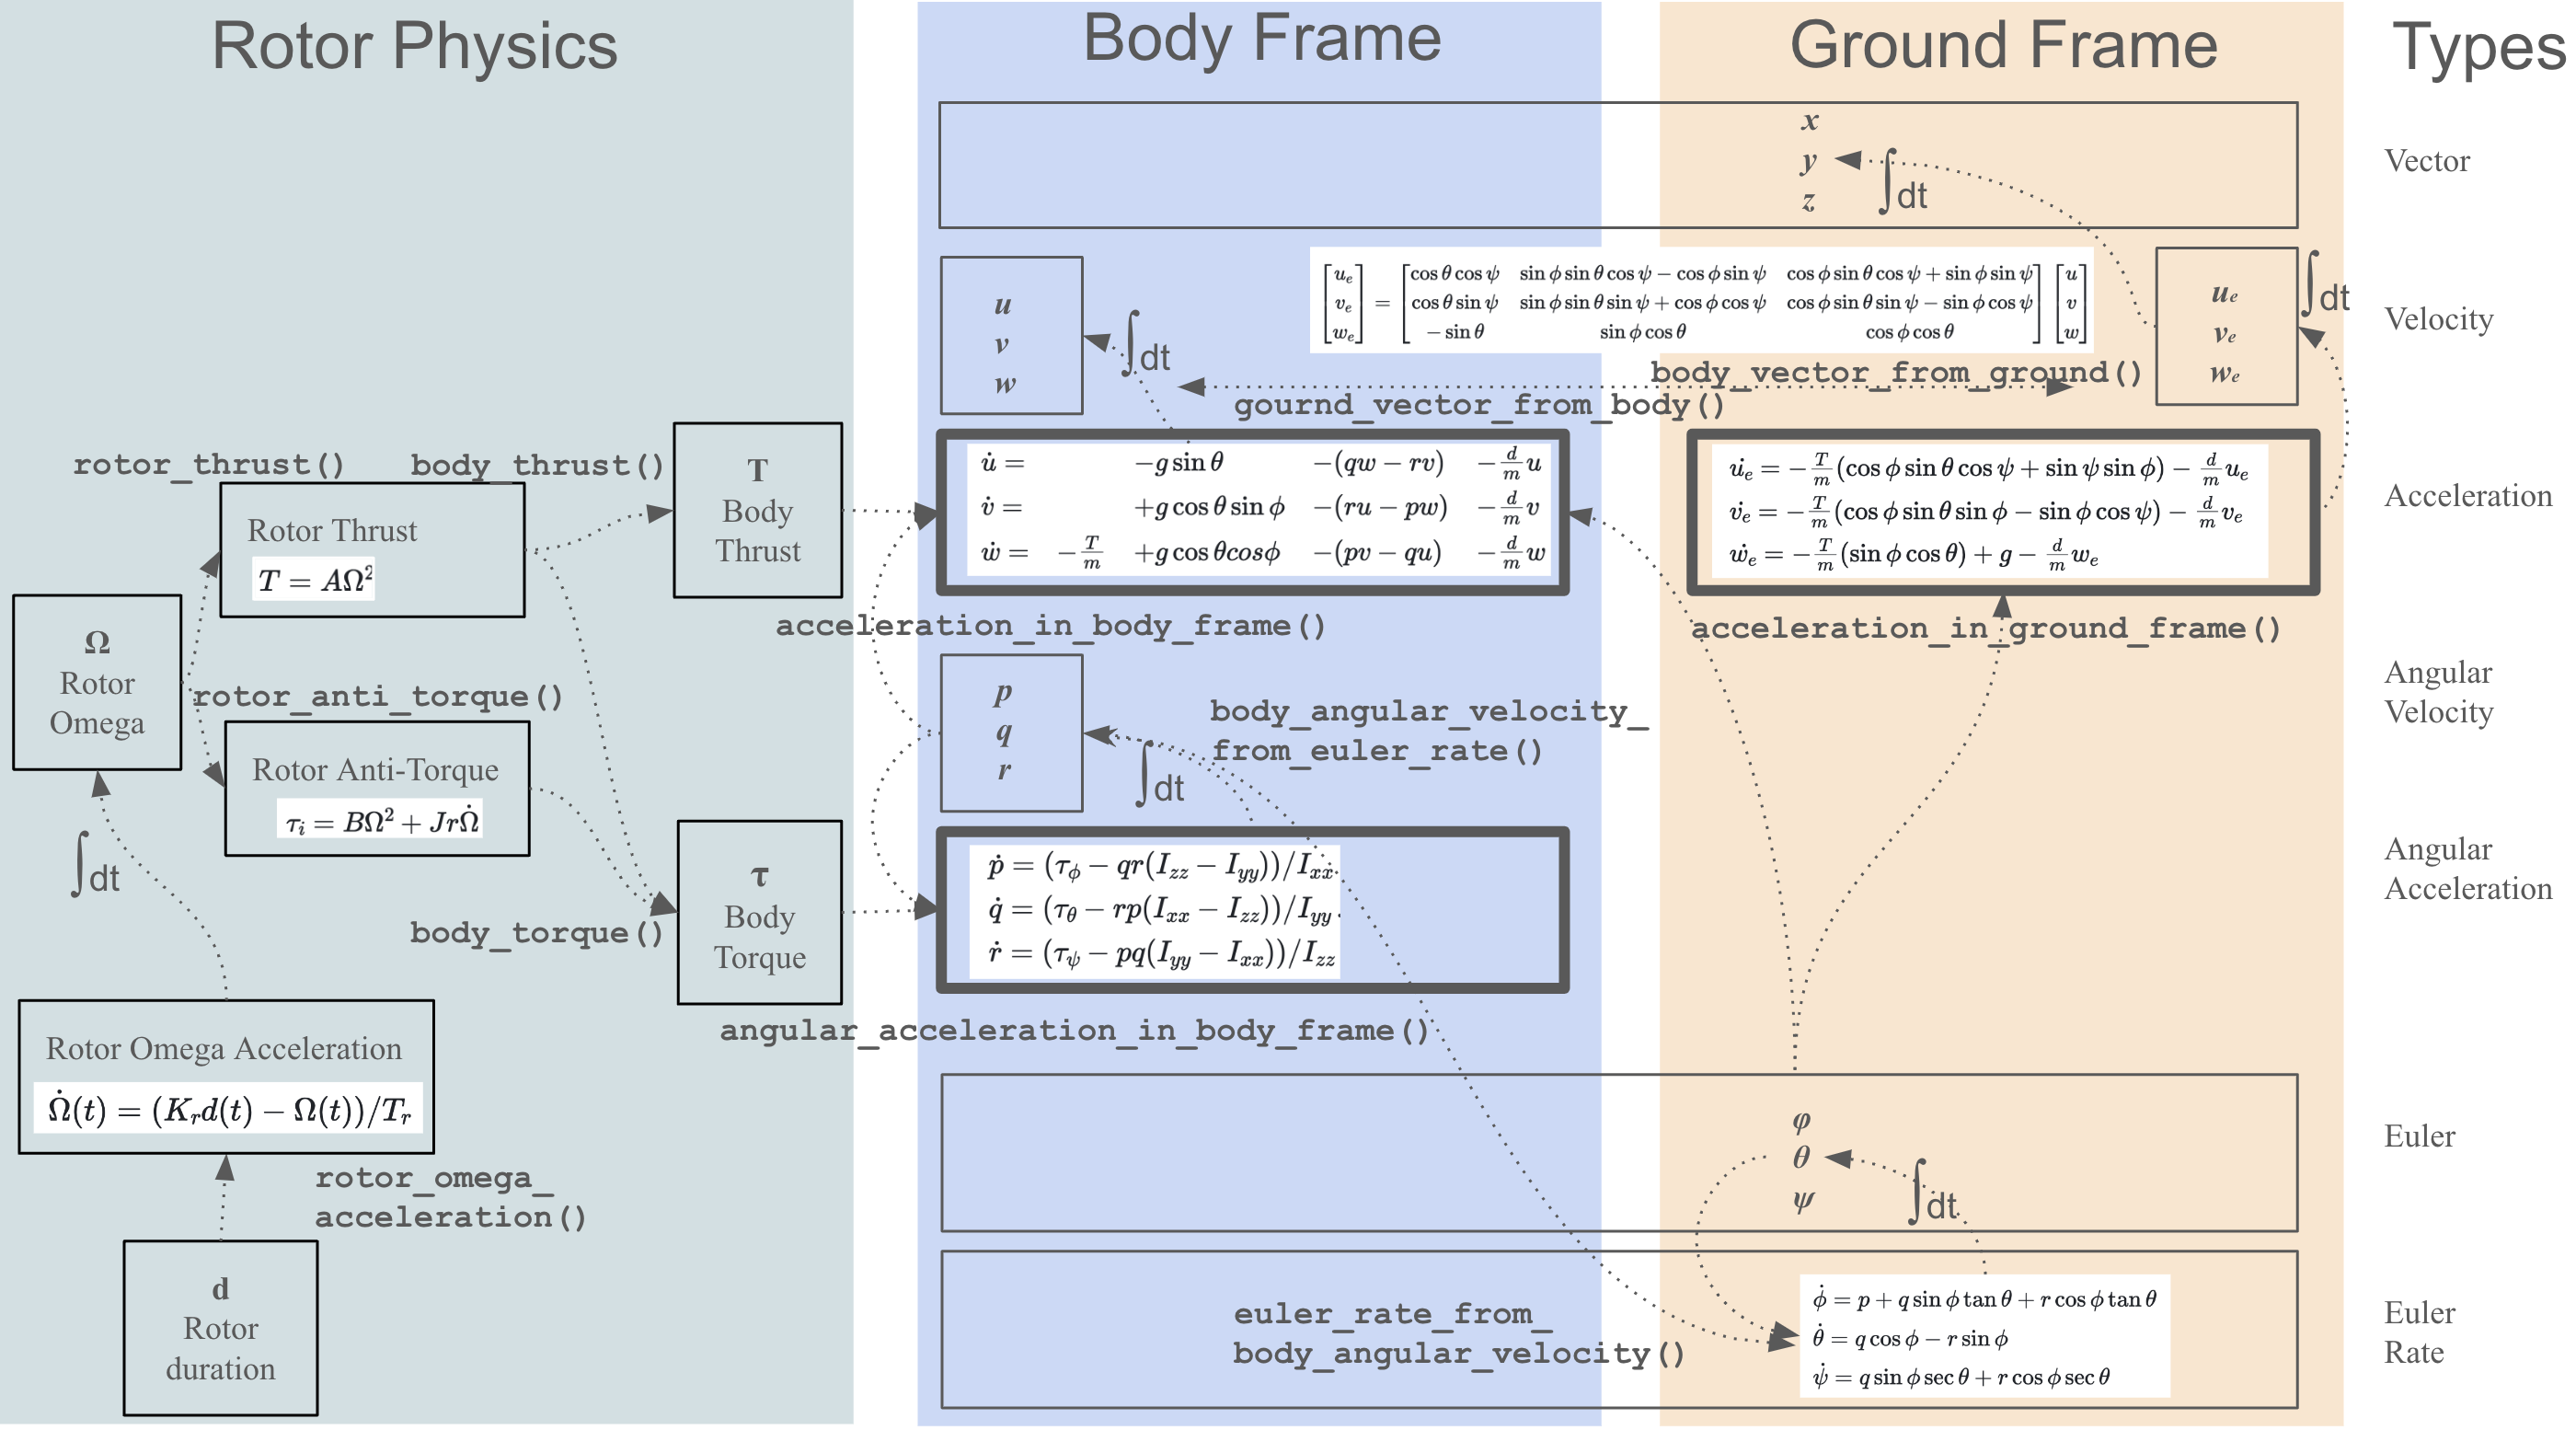 Rotor Physics
Body Frame
Ground Frame
Types
x
y
z
∫dt
Vector
u
v
w
∫dt
[u_e v_e w_e] = [cos θ cos ψ   sin ϕ sin θ cos ψ − cos ϕ sin ψ   cos ϕ sin θ cos ψ + sin ϕ sin ψ] [u v w]
cos θ sin ψ   sin ϕ sin θ sin ψ + cos ϕ cos ψ   cos ϕ sin θ sin ψ − sin ϕ cos ψ
− sin θ   sin ϕ cos θ   cos ϕ cos θ
u_e
v_e
w_e
∫dt
Velocity
body_vector_from_ground()
gournd_vector_from_body()
rotor_thrust()
body_thrust()
Rotor Thrust
T = AΩ²
T
Body
Thrust
u̇ = −g sin θ −(qw − rv) −d/m u
v̇ = +g cos θ sin ϕ −(ru − pw) −d/m v
ẇ = −T/m +g cos θcosϕ −(pv − qu) −d/m w
acceleration_in_body_frame()
u̇_e = −T/m (cos ϕ sin θ cos ψ + sin ψ sin ϕ) − d/m u_e
v̇_e = −T/m (cos ϕ sin θ sin ϕ − sin ϕ cos ψ) − d/m v_e
ẇ_e = −T/m (sin ϕ cos θ) + g − d/m w_e
acceleration_in_ground_frame()
Acceleration
Ω
Rotor
Omega
rotor_anti_torque()
Rotor Anti-Torque
τ_i = BΩ² + JrΩ̇
p
q
r
∫dt
body_angular_velocity_
from_euler_rate()
Angular
Velocity
∫dt
body_torque()
τ
Body
Torque
ṗ = (τ_ϕ − qr(I_zz − I_yy))/I_xx
q̇ = (τ_θ − rp(I_xx − I_zz))/I_yy
ṙ = (τ_ψ − pq(I_yy − I_xx))/I_zz
angular_acceleration_in_body_frame()
Angular
Acceleration
Rotor Omega Acceleration
Ω̇(t) = (K_r d(t) − Ω(t))/T_r
rotor_omega_
acceleration()
d
Rotor
duration
φ
θ
ψ
∫dt
Euler
euler_rate_from_
body_angular_velocity()
ϕ̇ = p + q sin ϕ tan θ + r cos ϕ tan θ
θ̇ = q cos ϕ − r sin ϕ
ψ̇ = q sin ϕ sec θ + r cos ϕ sec θ
Euler
Rate